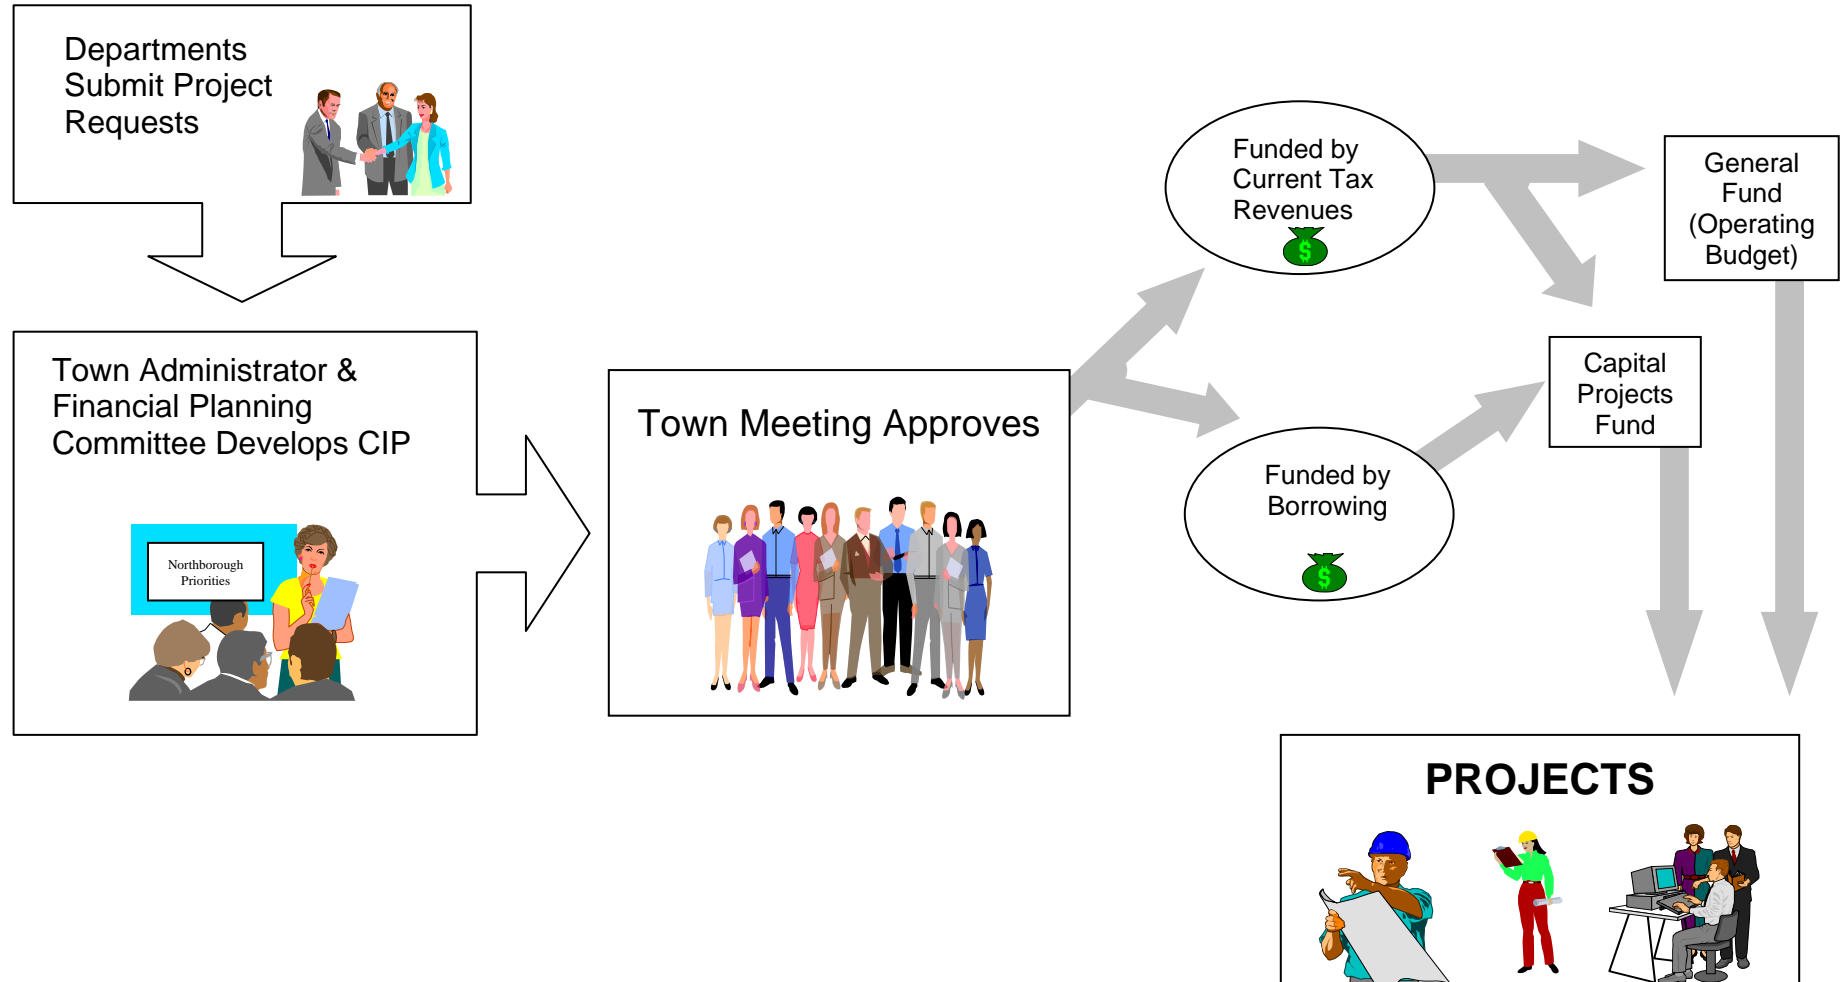 Departments
Submit Project
Requests
Town Administrator &
Financial Planning
Committee Develops CIP
Northborough
Priorities
Town Meeting Approves
Funded by
Current Tax
Revenues
$
Funded by
Borrowing
$
General
Fund
(Operating
Budget)
Capital
Projects
Fund
PROJECTS